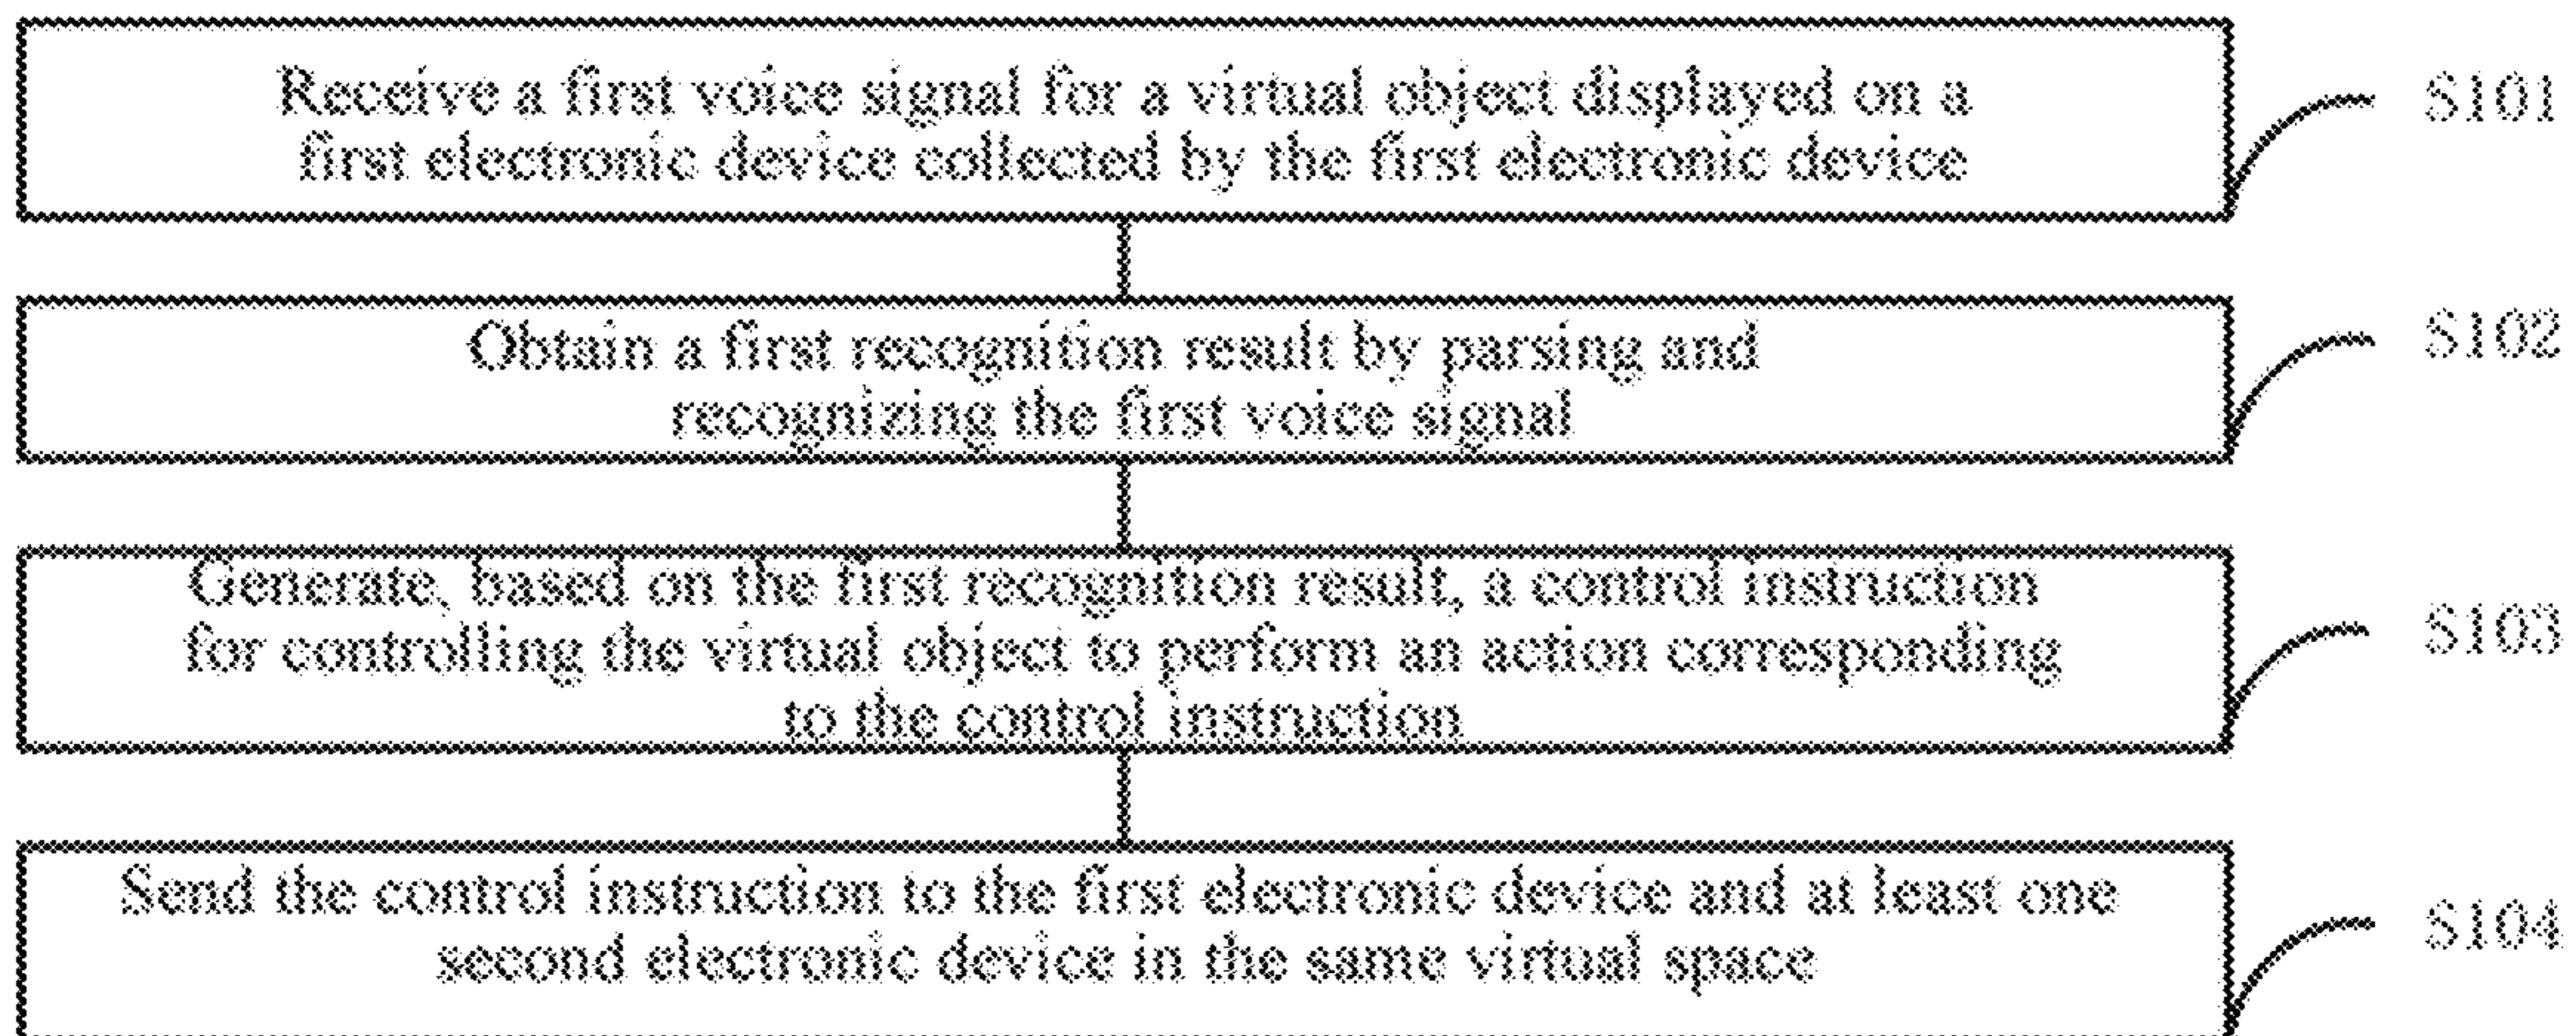 Receive a first voice signal for a virtual object displayed on a
first electronic device collected by the first electronic device
S101
Obtain a first recognition result by parsing and
recognizing the first voice signal
S102
Generate, based on the first recognition result, a control instruction
for controlling the virtual object to perform an action corresponding
to the control instruction
S103
Send the control instruction to the first electronic device and at least one
second electronic device in the same virtual space
S104